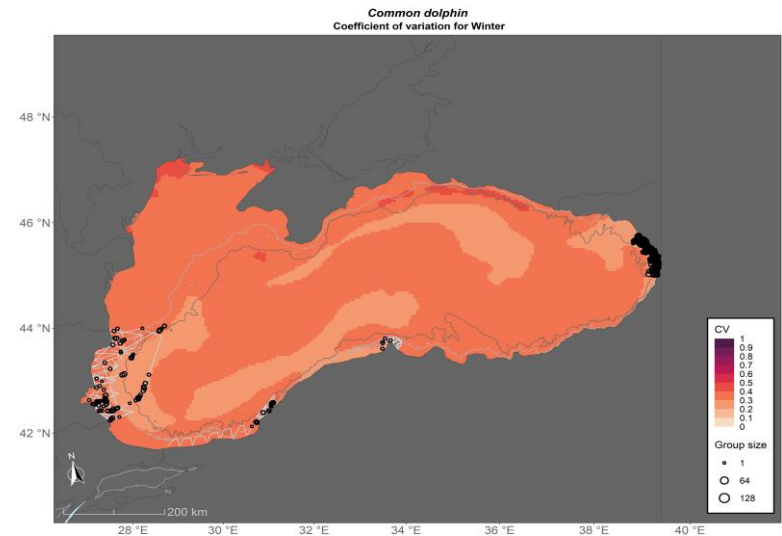 Common dolphin
Coefficient of variation for Winter
48 °N
46 °N
44 °N
42 °N
CV
1
0.9
0.8
0.7
0.6
0.5
0.4
0.3
0.2
0.1
0
Group size
1
64
128
N
200 km
28 °E 30 °E 32 °E 34 °E 36 °E 38 °E 40 °E